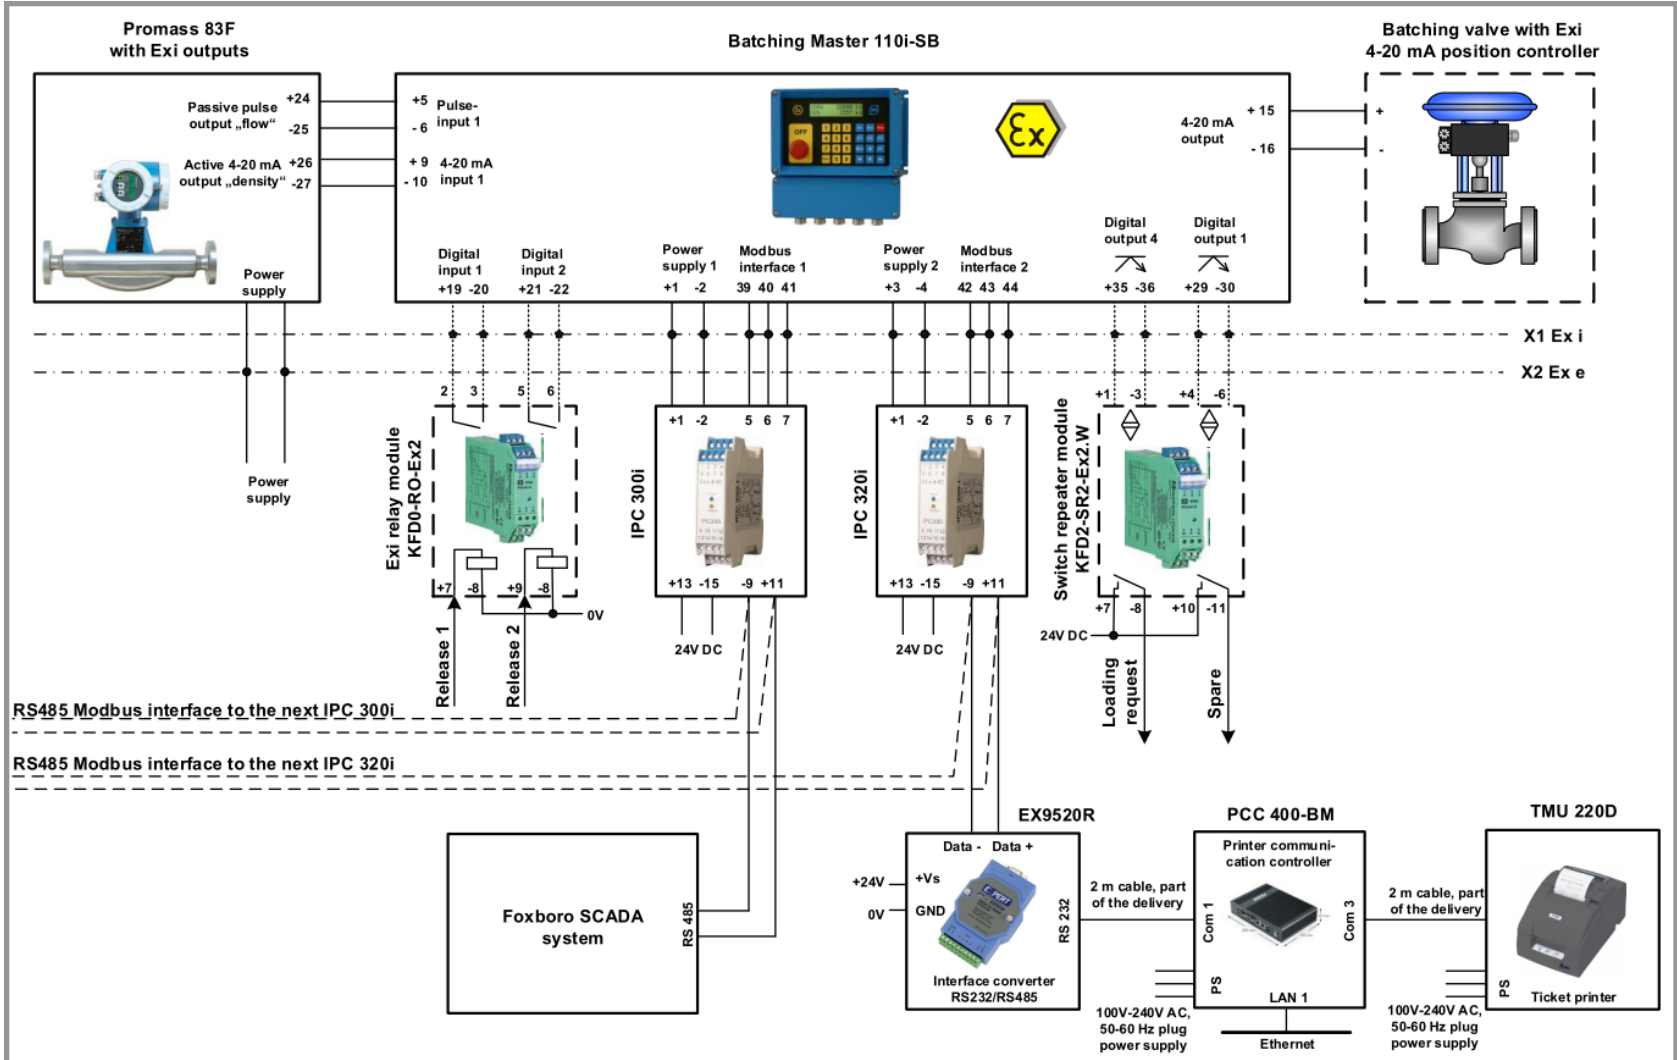 Promass 83F
with Exi outputs
Batching Master 110i-SB
Batching valve with Exi
4-20 mA position controller
Passive pulse
output „flow“
+24
-25
Active 4-20 mA
output „density“
+26
-27
Power
supply
+5
- 6
Pulse-
input 1
+ 9
- 10
4-20 mA
input 1
OFF
Ex
4-20 mA
output
+ 15
- 16
+
-
Digital
input 1
+19 -20
Digital
input 2
+21 -22
Power
supply 1
+1 -2
Modbus
interface 1
39 40 41
Power
supply 2
+3 -4
Modbus
interface 2
42 43 44
Digital
output 4
+35 -36
Digital
output 1
+29 -30
X1 Ex i
X2 Ex e
Power
supply
Exi relay module
KFD0-RO-Ex2
2 3 5 6
+7 -8 +9 -8
0V
Release 1
Release 2
IPC 300i
+1 -2 5 6 7
+13 -15 -9 +11
24V DC
IPC 320i
+1 -2 5 6 7
+13 -15 -9 +11
24V DC
Switch repeater module
KFD2-SR2-Ex2.W
+1 -3 +4 -6
+7 -8 +10 -11
24V DC
Loading
request
Spare
RS485 Modbus interface to the next IPC 300i
RS485 Modbus interface to the next IPC 320i
Foxboro SCADA
system
RS 485
EX9520R
Data - Data +
+24V
+Vs
0V
GND
RS 232
Interface converter
RS232/RS485
2 m cable, part
of the delivery
PCC 400-BM
Printer communi-
cation controller
Com 1
Com 3
PS
LAN 1
100V-240V AC,
50-60 Hz plug
power supply
Ethernet
2 m cable, part
of the delivery
TMU 220D
PS
Ticket printer
100V-240V AC,
50-60 Hz plug
power supply